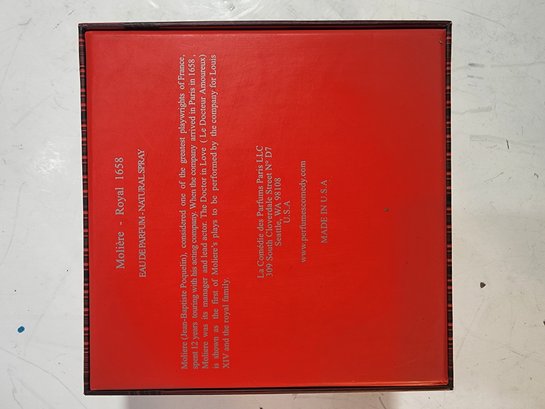 Molière - Royal 1658
EAU DE PARFUM - NATURAL SPRAY
Moliere (Jean-Baptiste Poquelin), considered one of the greatest playwrights of France,
spent 12 years touring with his acting company. When the company arrived in Paris in 1658 ,
Moliere was its manager and lead actor. The Doctor in Love ( Le Docteur Amoureux)
is shown as the first of Moliere's plays to be performed by the company for Louis
XIV and the royal family.
La Comédie des Parfums Paris LLC
309 South Cloverdale Street N° D7
Seattle, WA 98108
U.S.A
www.parfumscomedy.com
MADE IN U.S.A